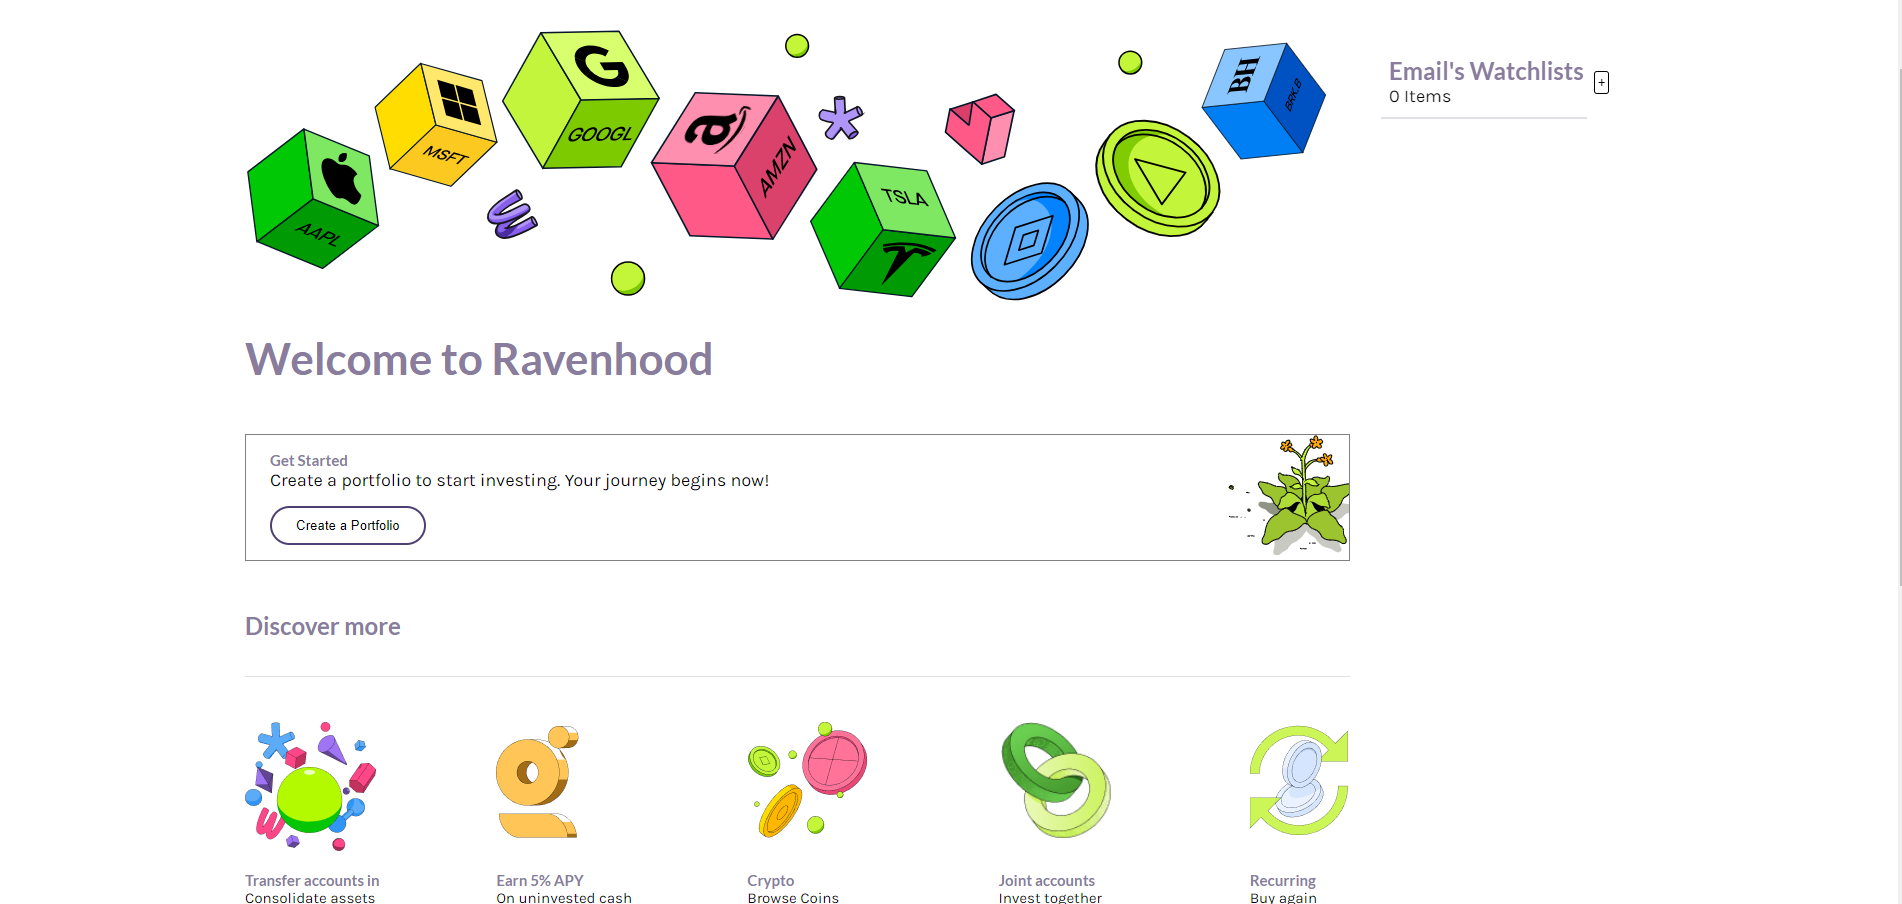 G
GOOGL
MSFT
AAPL
a
AMZN
TSLA
BH
BRK.B
Email's Watchlists
+
0 Items
Welcome to Ravenhood
Get Started
Create a portfolio to start investing. Your journey begins now!
Create a Portfolio
Discover more
Transfer accounts in
Consolidate assets
Earn 5% APY
On uninvested cash
Crypto
Browse Coins
Joint accounts
Invest together
Recurring
Buy again